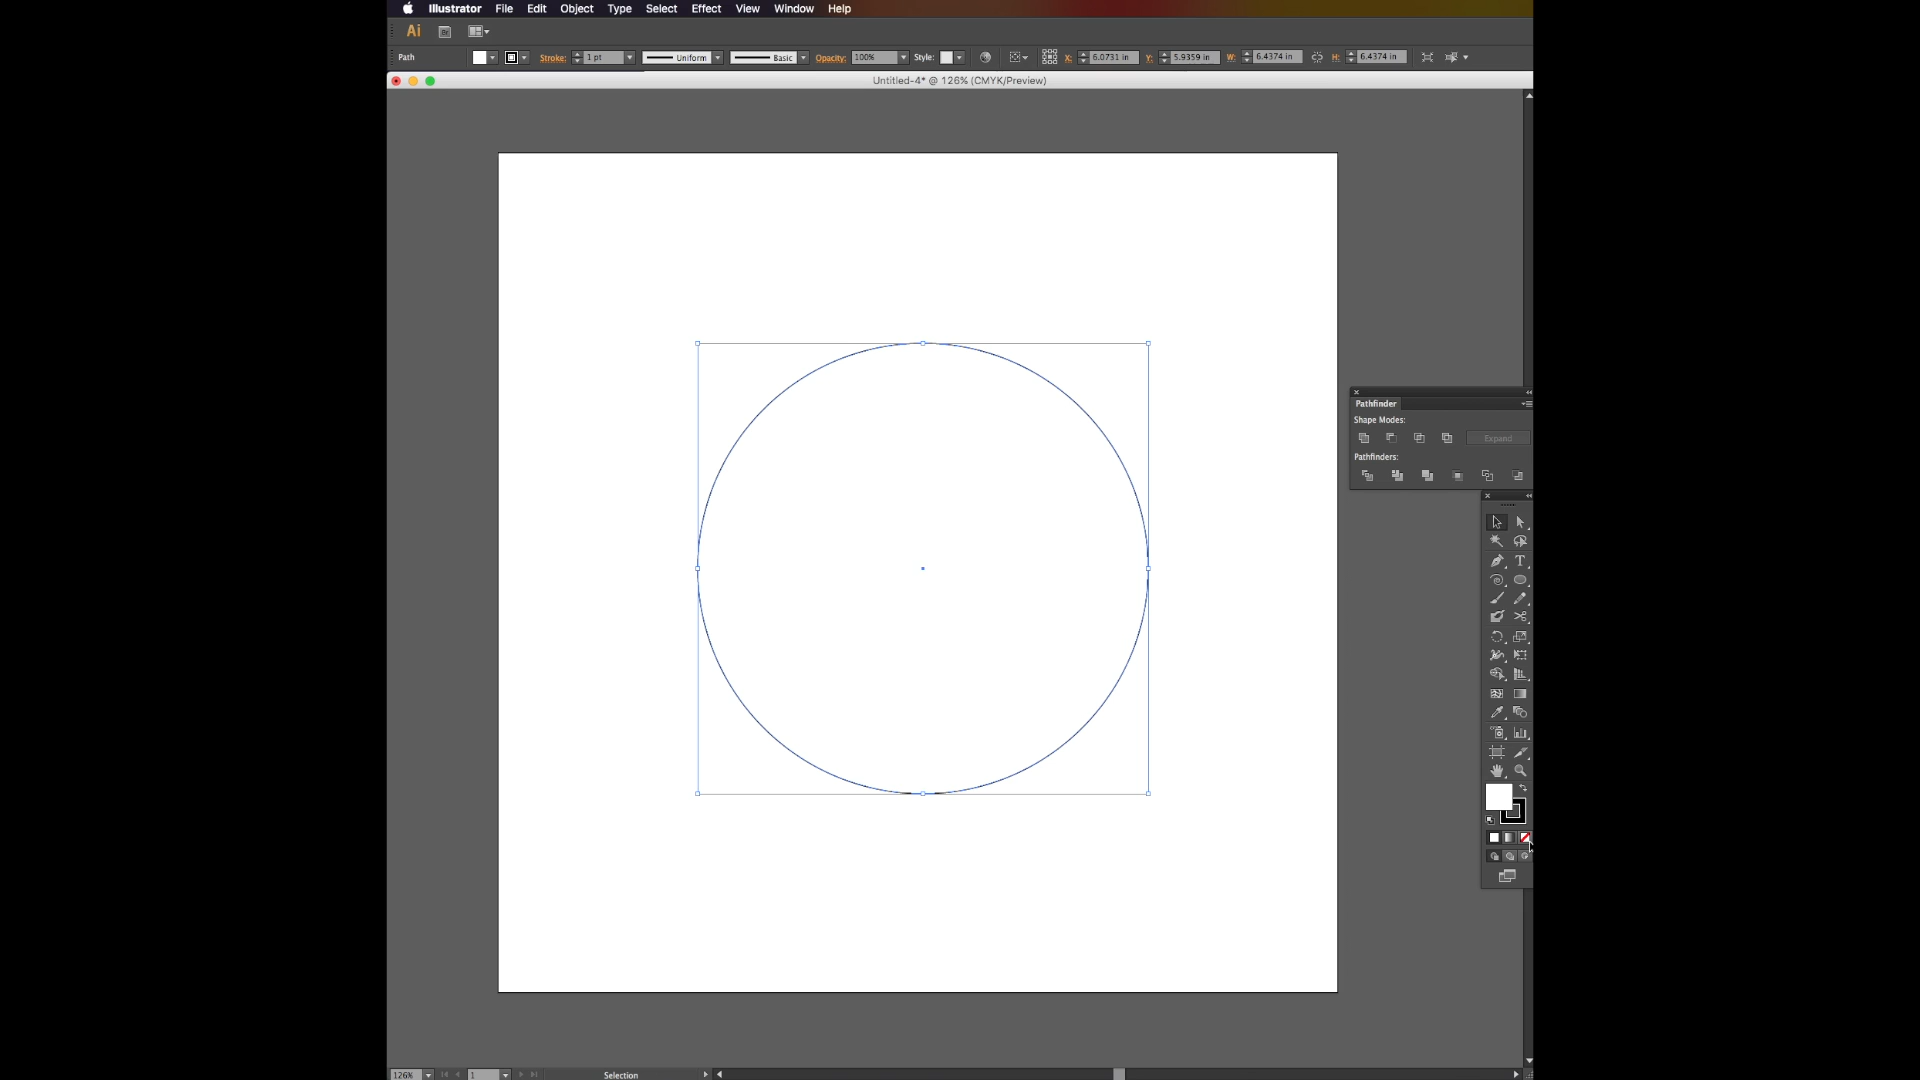 Illustrator File Edit Object Type Select Effect View Window Help
Ai Br
Path Stroke: 1 pt Uniform Basic Opacity: 100% Style: X: 6.0731 in Y: 5.9359 in W: 6.4374 in H: 6.4374 in
Untitled-4* @ 126% (CMYK/Preview)
Pathfinder
Shape Modes:
Expand
Pathfinders:
T
126% 1 Selection